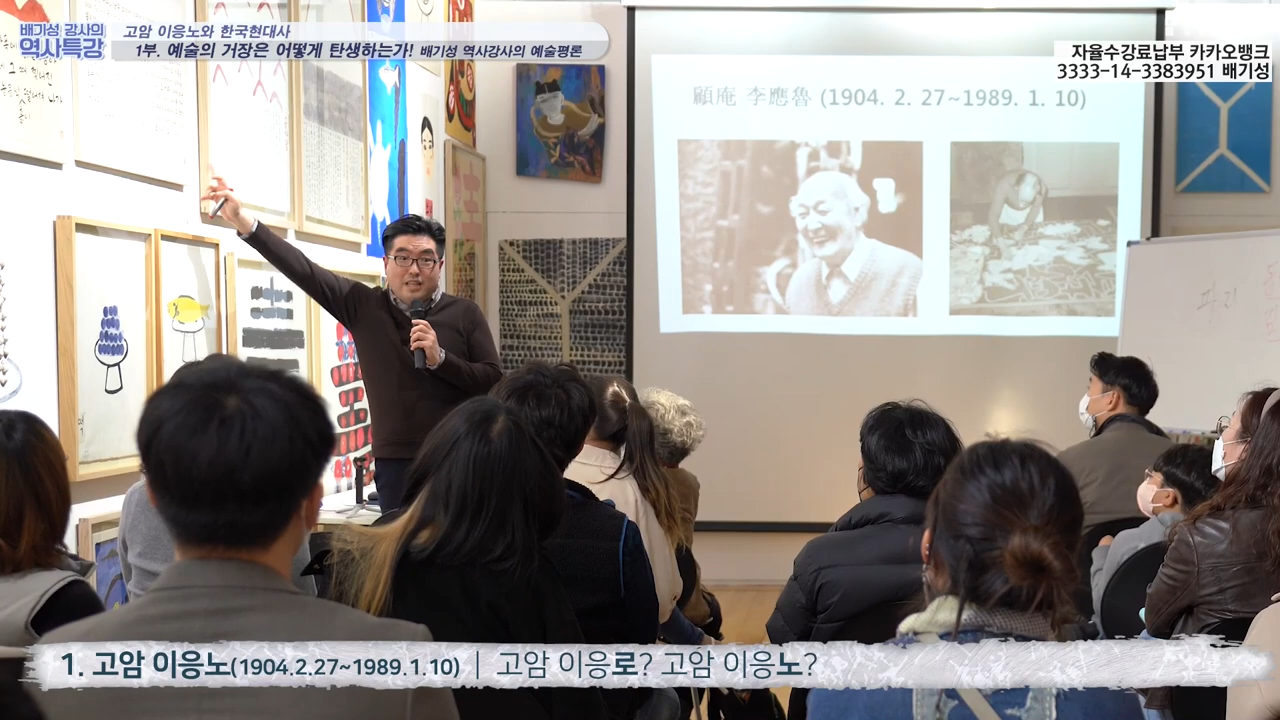 배기성 강사의
역사특강
고암 이응노와 한국현대사
1부. 예술의 거장은 어떻게 탄생하는가! 배기성 역사강사의 예술평론
자율수강료납부 카카오뱅크
3333-14-3383951 배기성
顧庵 李應魯 (1904. 2. 27~1989. 1. 10)
파리
1. 고암 이응노(1904.2.27~1989.1.10) | 고암 이응로? 고암 이응노?